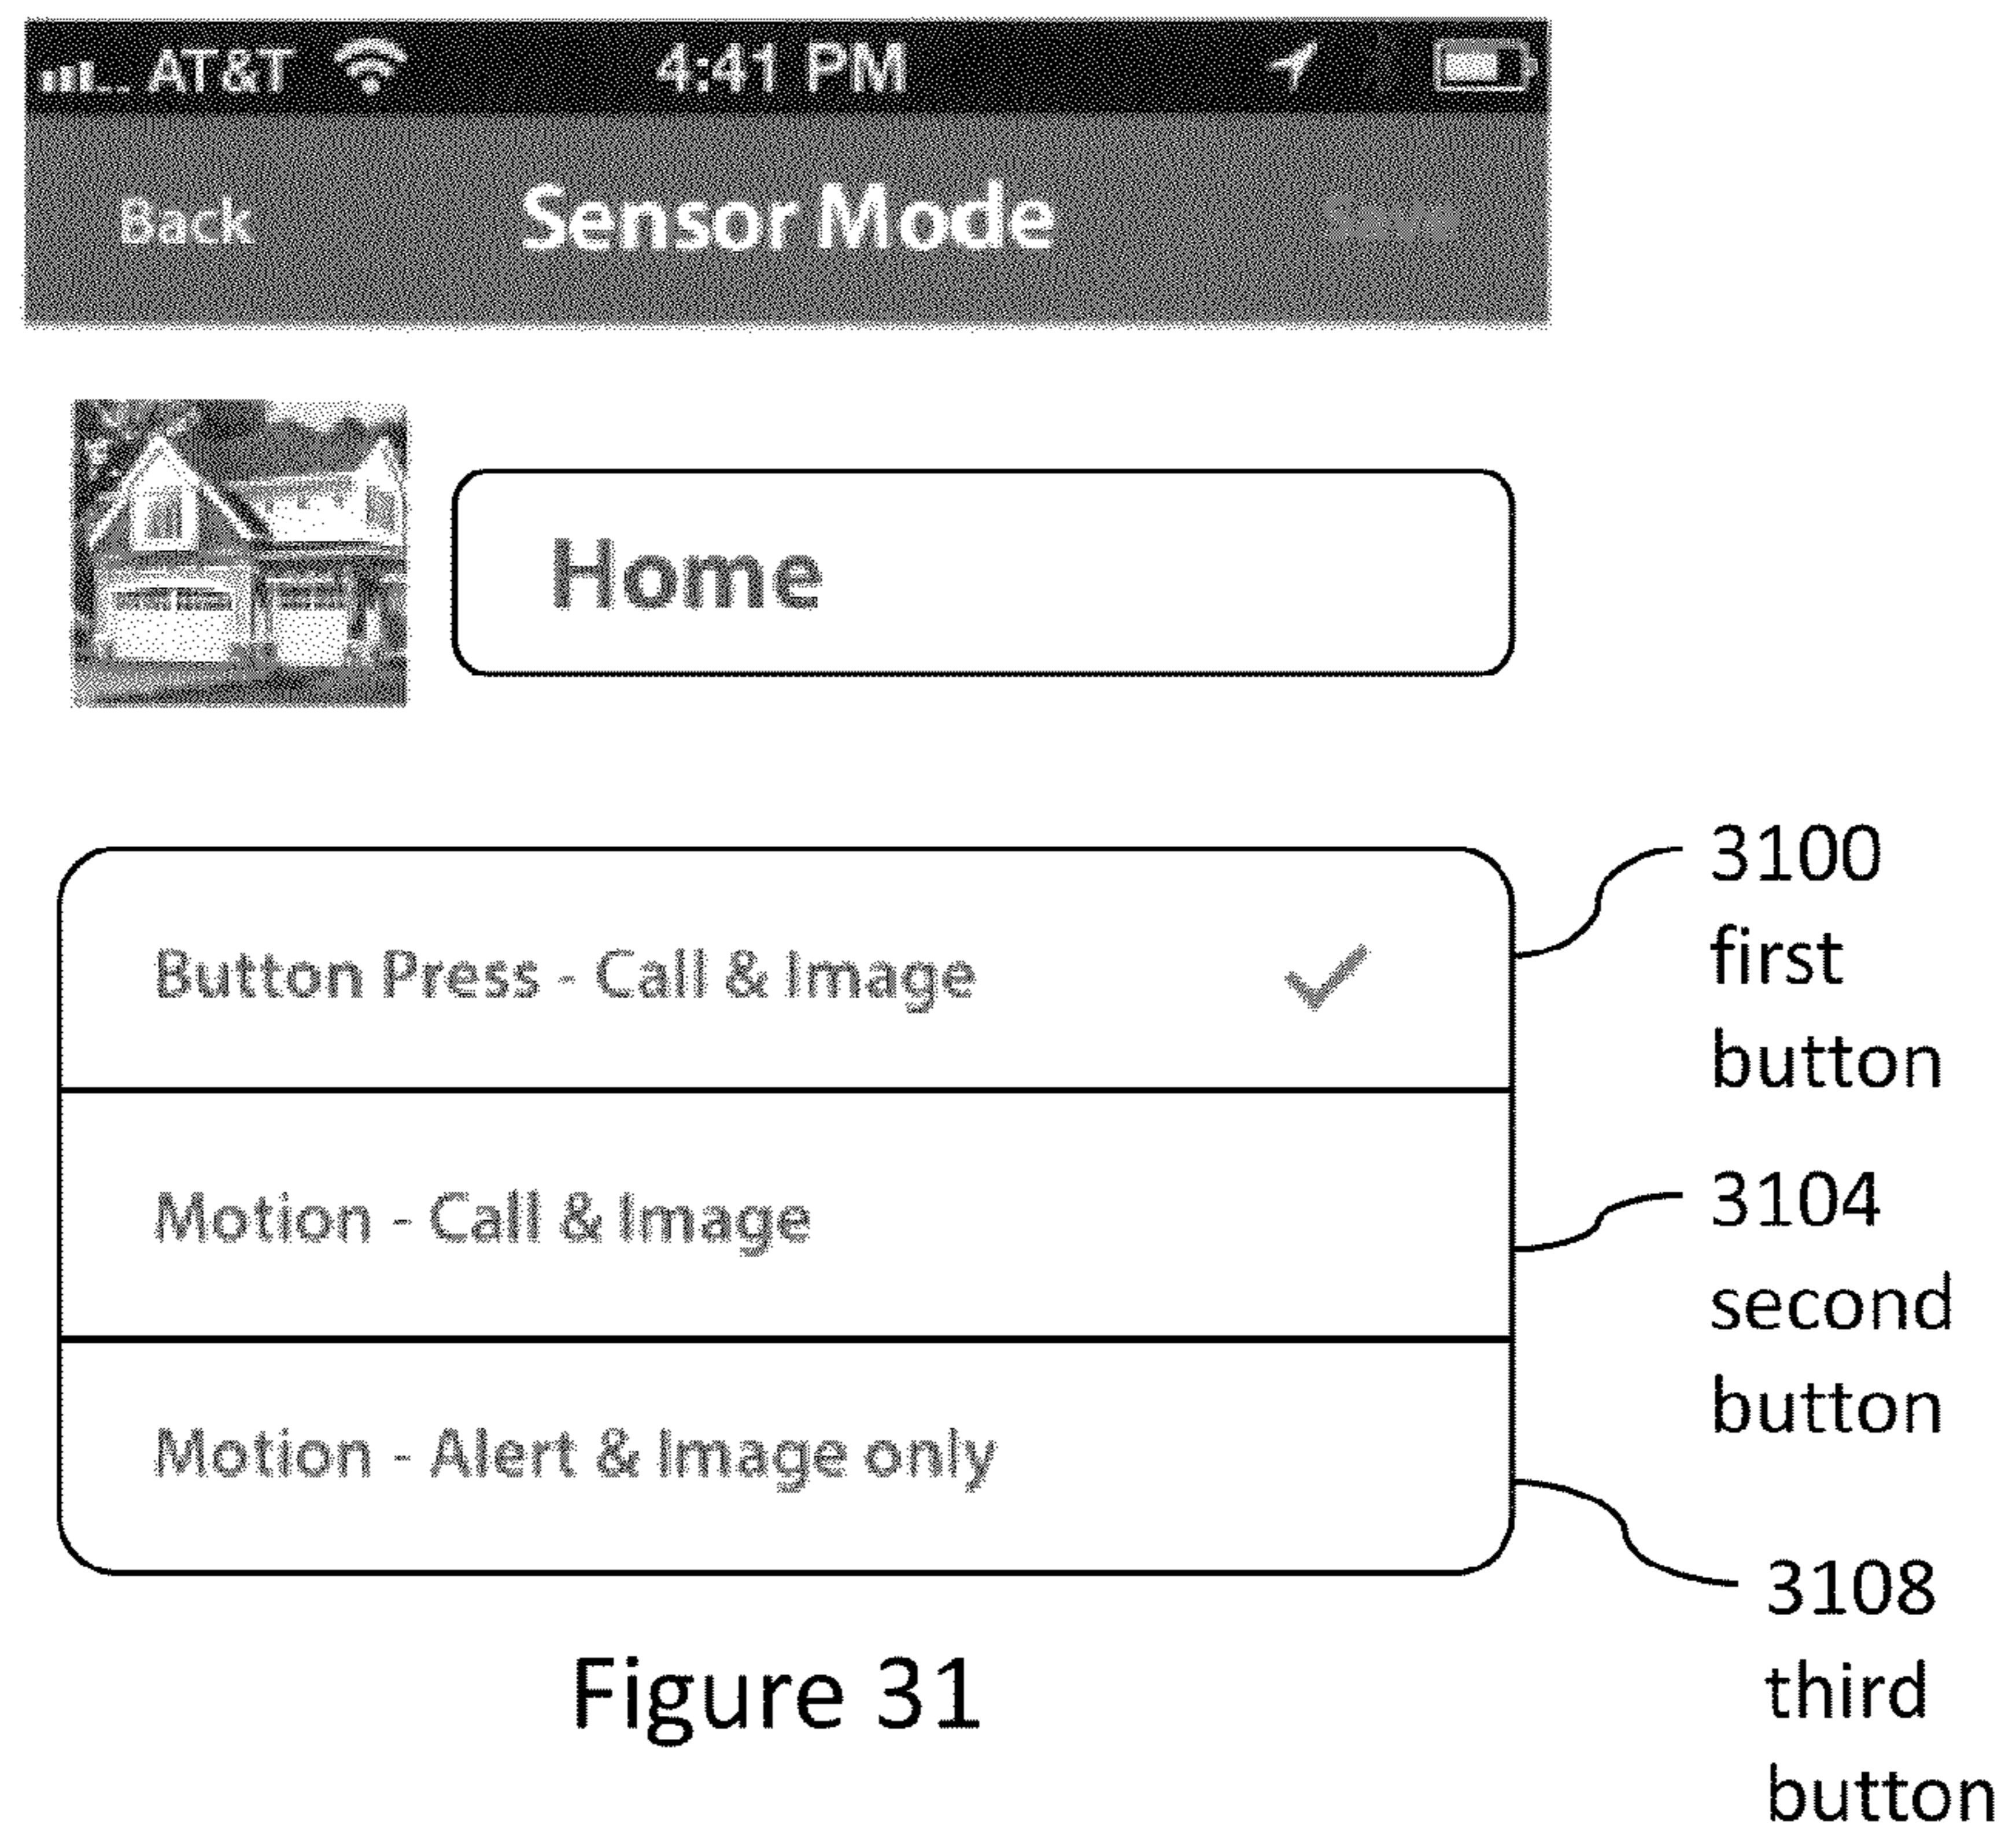 AT&T 4:41 PM
Back Sensor Mode Save
Home
Button Press - Call & Image
Motion - Call & Image
Motion - Alert & Image only
3100
first
button
3104
second
button
3108
third
button
Figure 31